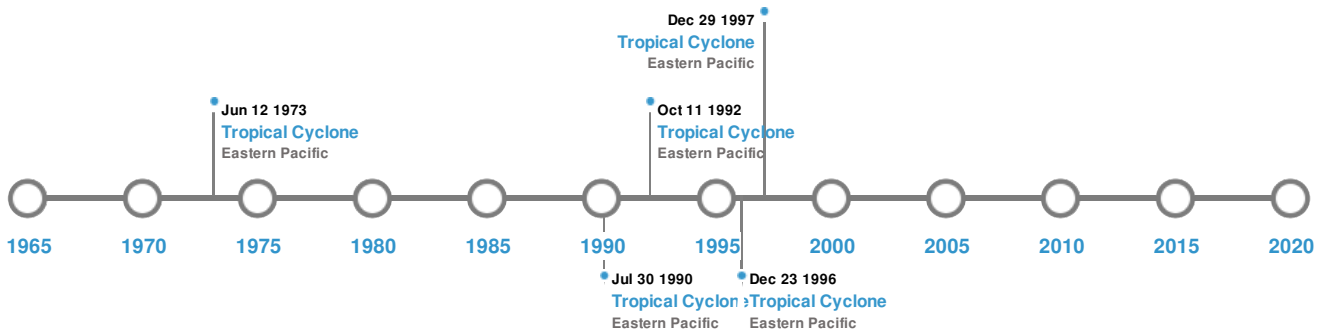 Dec 29 1997
Tropical Cyclone
Eastern Pacific
Jun 12 1973
Tropical Cyclone
Eastern Pacific
Oct 11 1992
Tropical Cyclone
Eastern Pacific
1965 1970 1975 1980 1985 1990 1995 2000 2005 2010 2015 2020
Jul 30 1990
Tropical Cyclone
Eastern Pacific
Dec 23 1996
Tropical Cyclone
Eastern Pacific